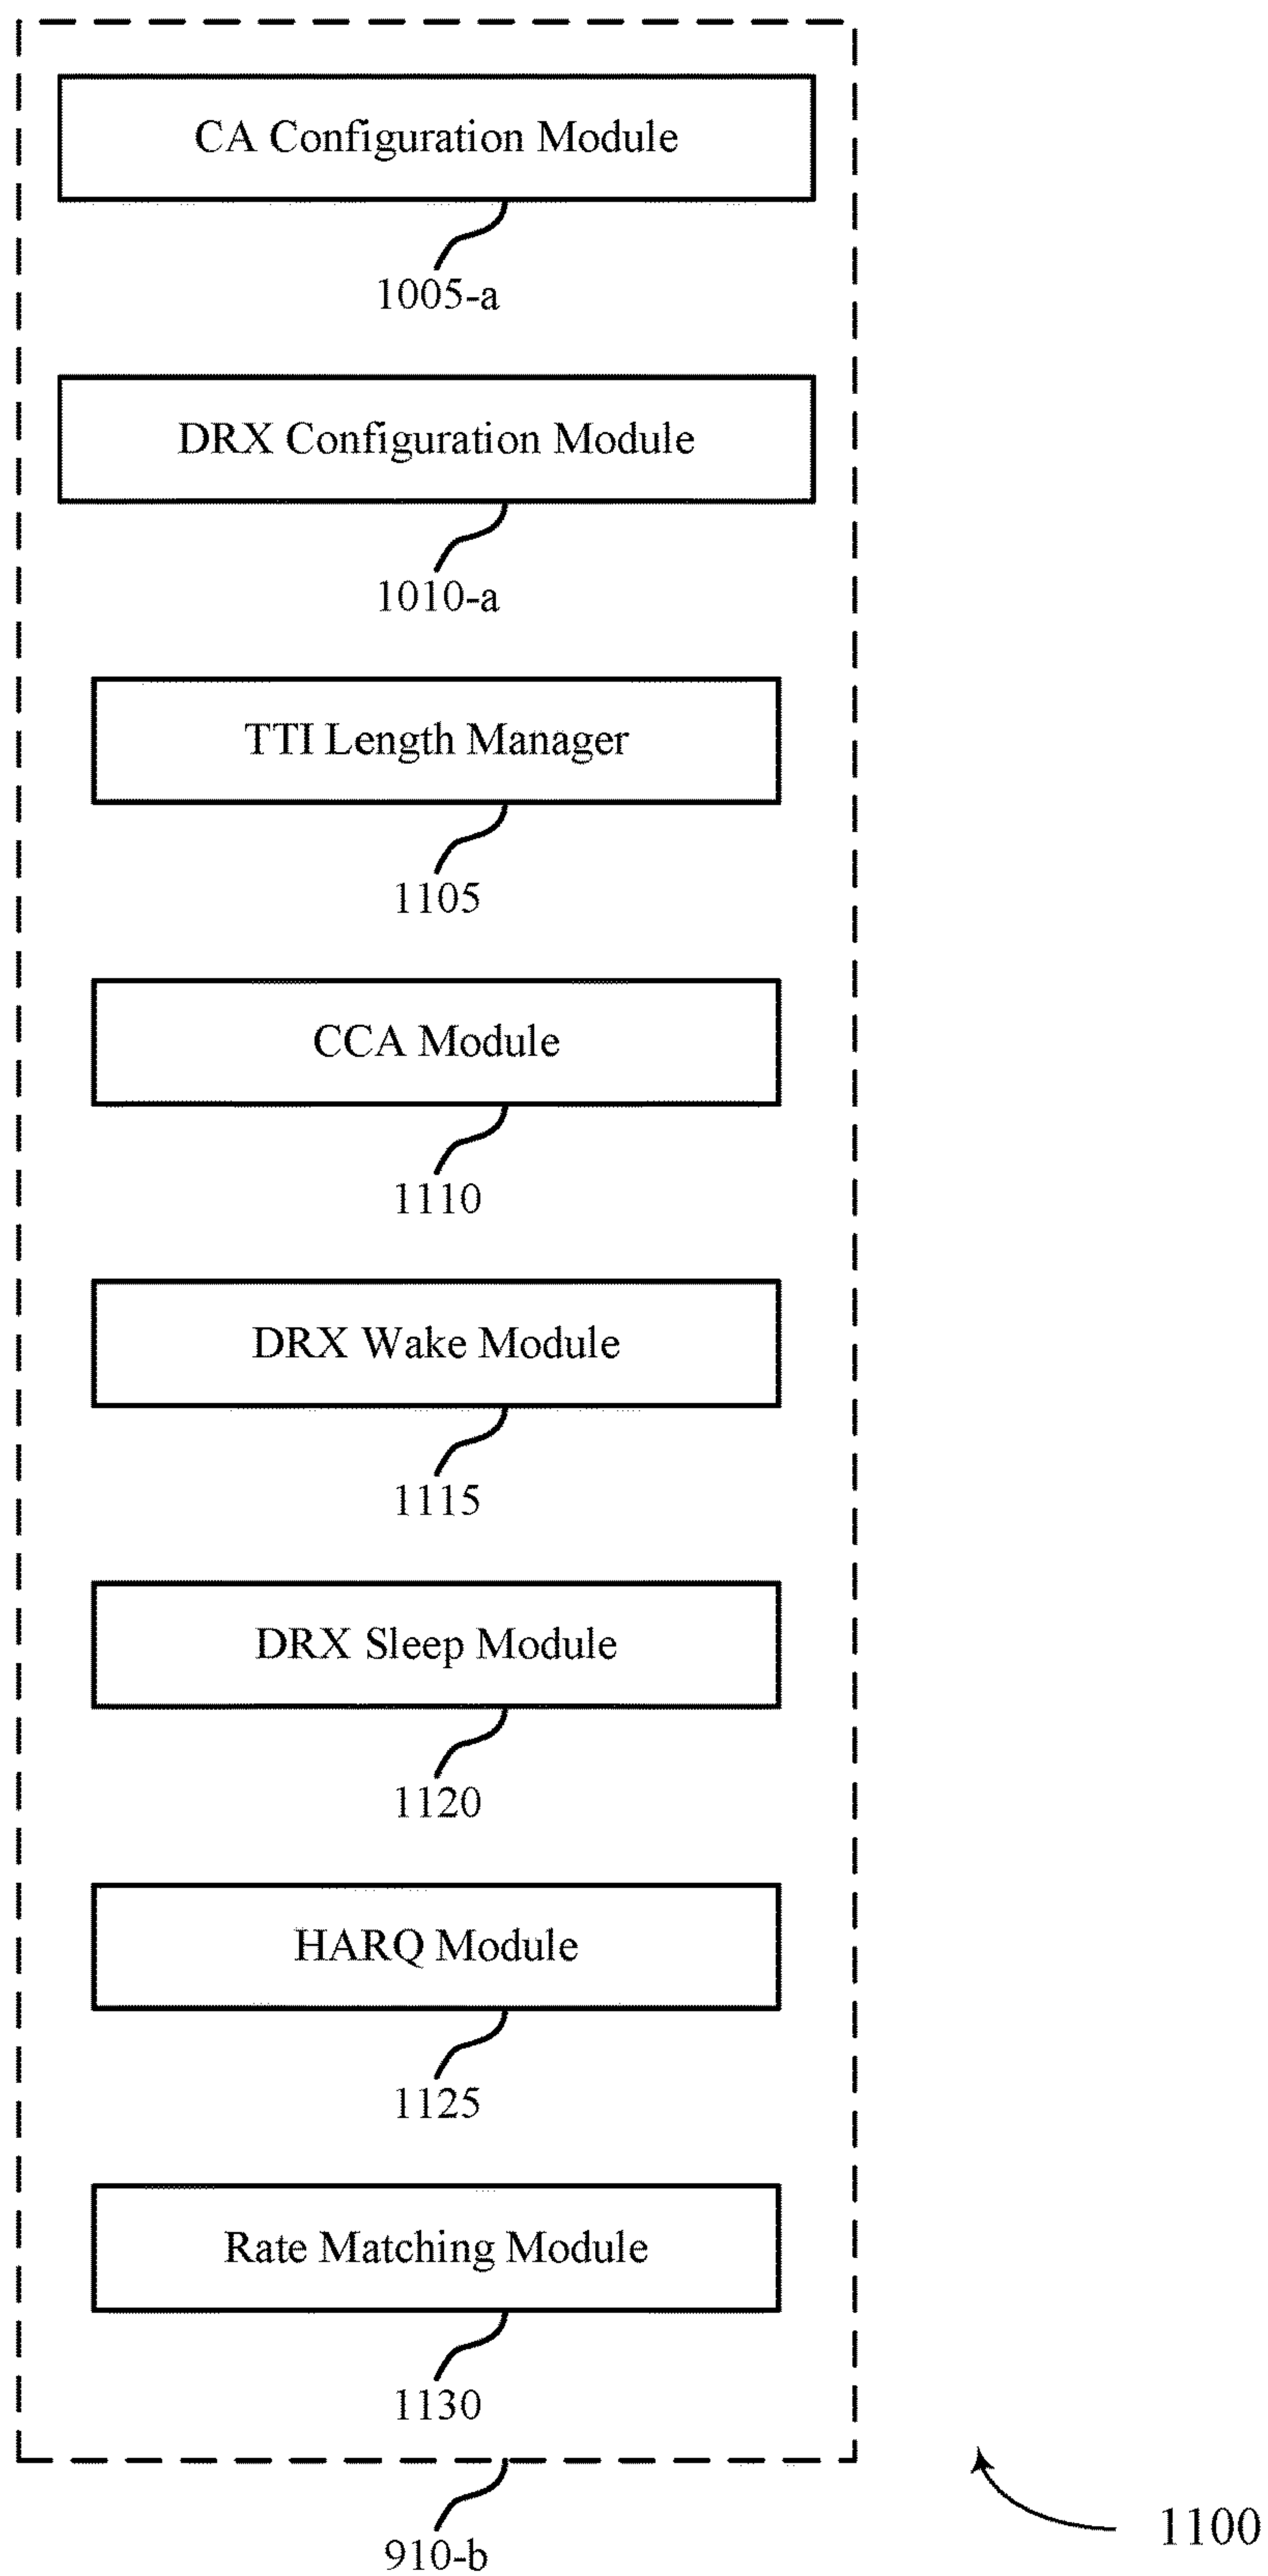 CA Configuration Module
1005-a
DRX Configuration Module
1010-a
TTI Length Manager
1105
CCA Module
1110
DRX Wake Module
1115
DRX Sleep Module
1120
HARQ Module
1125
Rate Matching Module
1130
910-b
1100